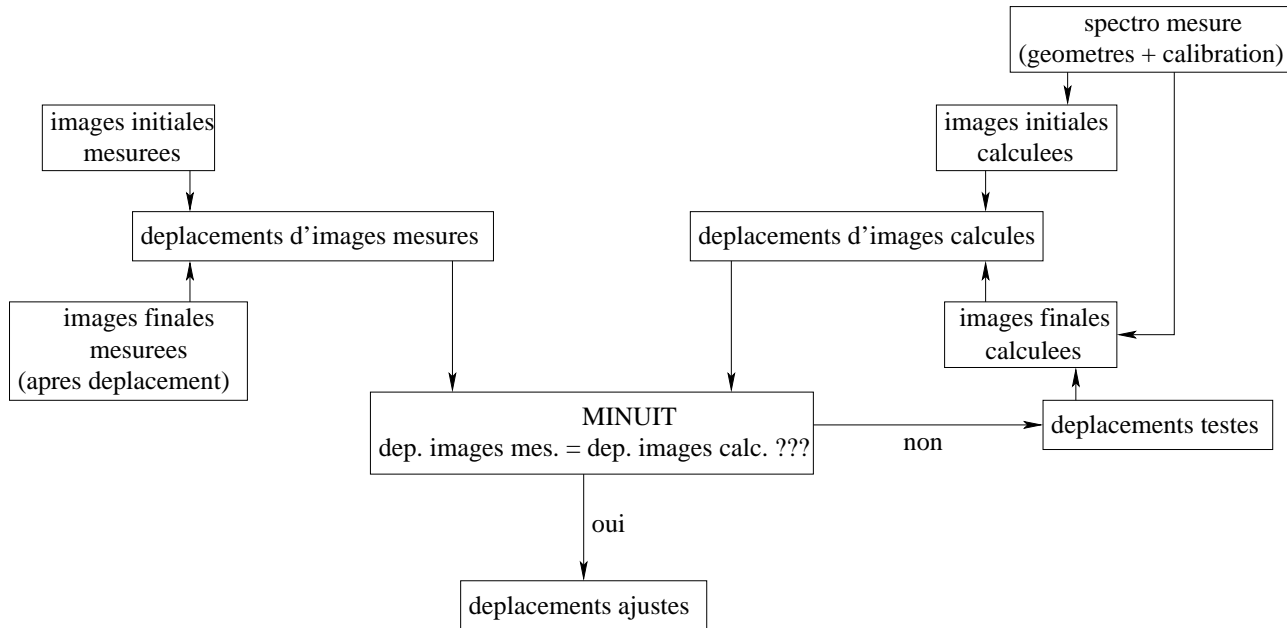 spectro mesure
(geometres + calibration)
images initiales
mesurees
images initiales
calculees
deplacements d'images mesures
deplacements d'images calcules
images finales
mesurees
(apres deplacement)
images finales
calculees
MINUIT
dep. images mes. = dep. images calc. ???
non
deplacements testes
oui
deplacements ajustes